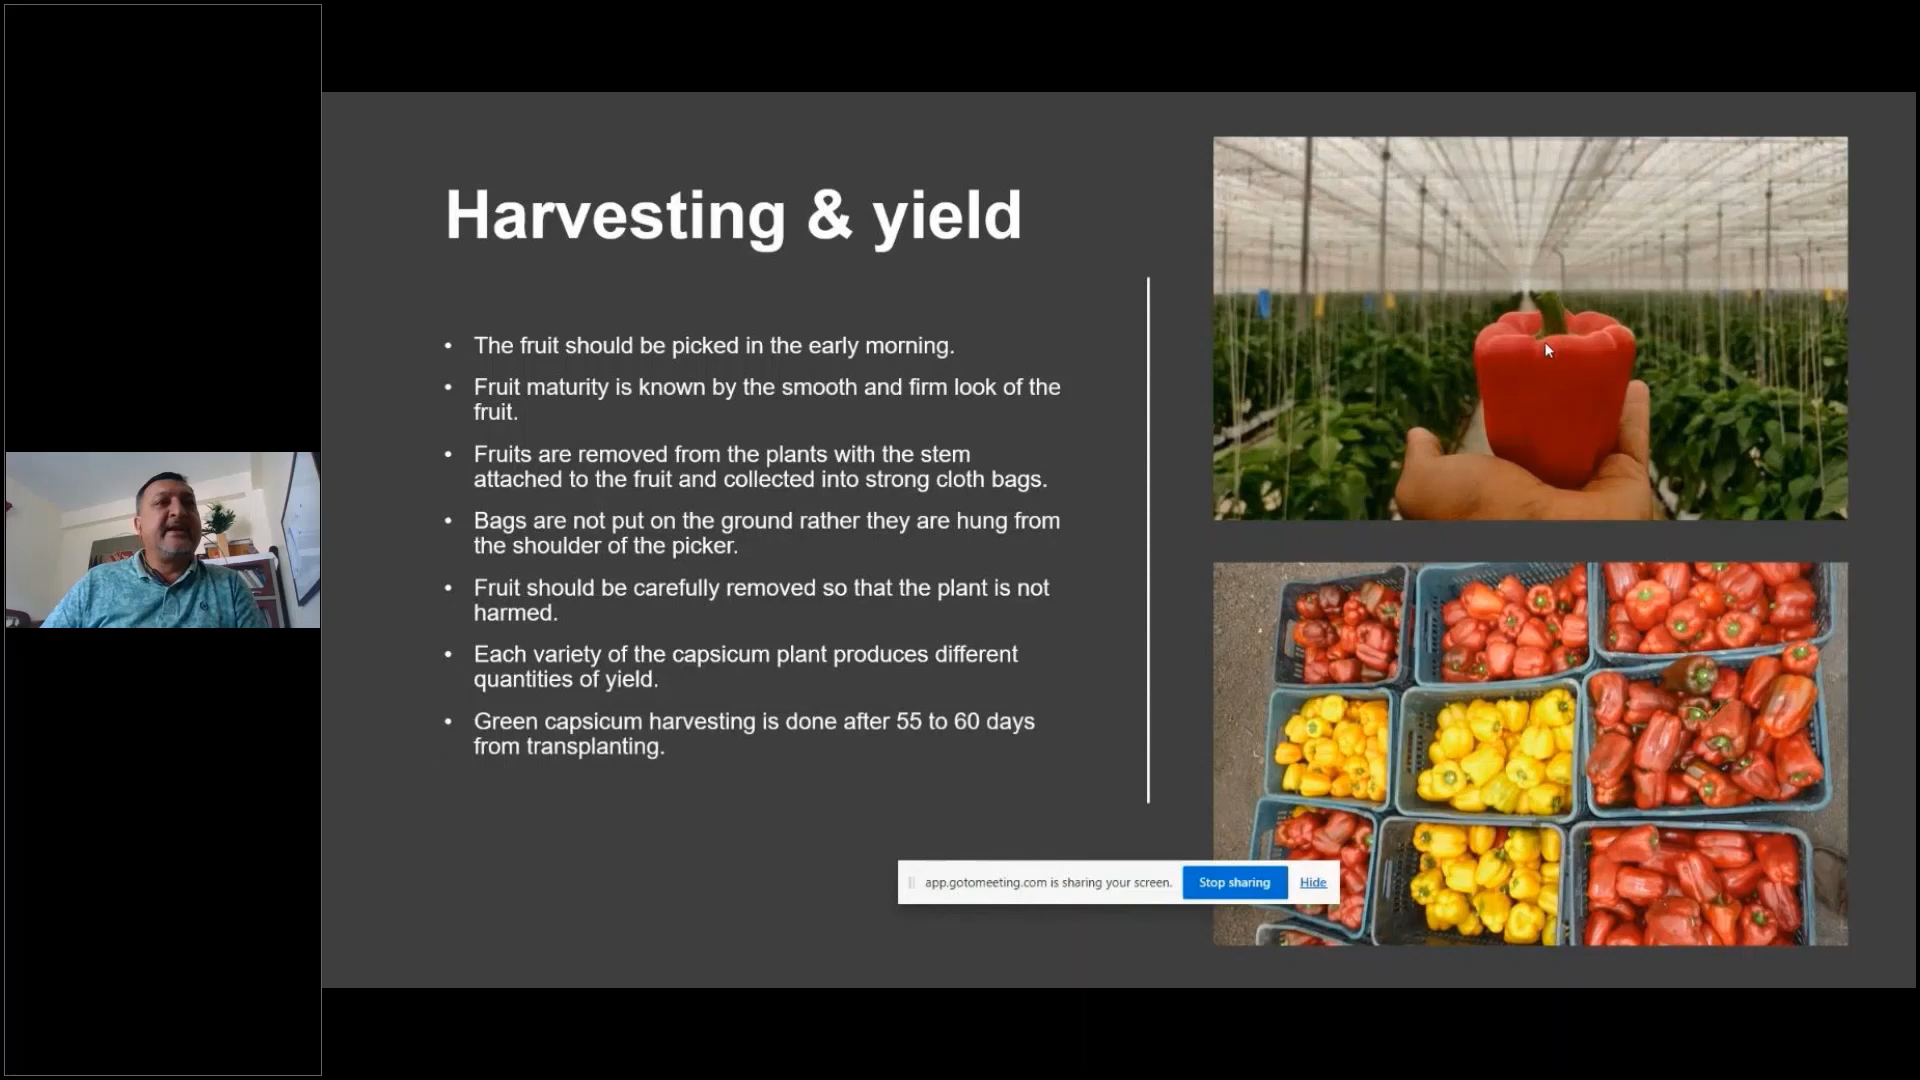 Harvesting & yield
• The fruit should be picked in the early morning.
• Fruit maturity is known by the smooth and firm look of the
fruit.
• Fruits are removed from the plants with the stem
attached to the fruit and collected into strong cloth bags.
• Bags are not put on the ground rather they are hung from
the shoulder of the picker.
• Fruit should be carefully removed so that the plant is not
harmed.
• Each variety of the capsicum plant produces different
quantities of yield.
• Green capsicum harvesting is done after 55 to 60 days
from transplanting.
app.gotomeeting.com is sharing your screen. Stop sharing Hide